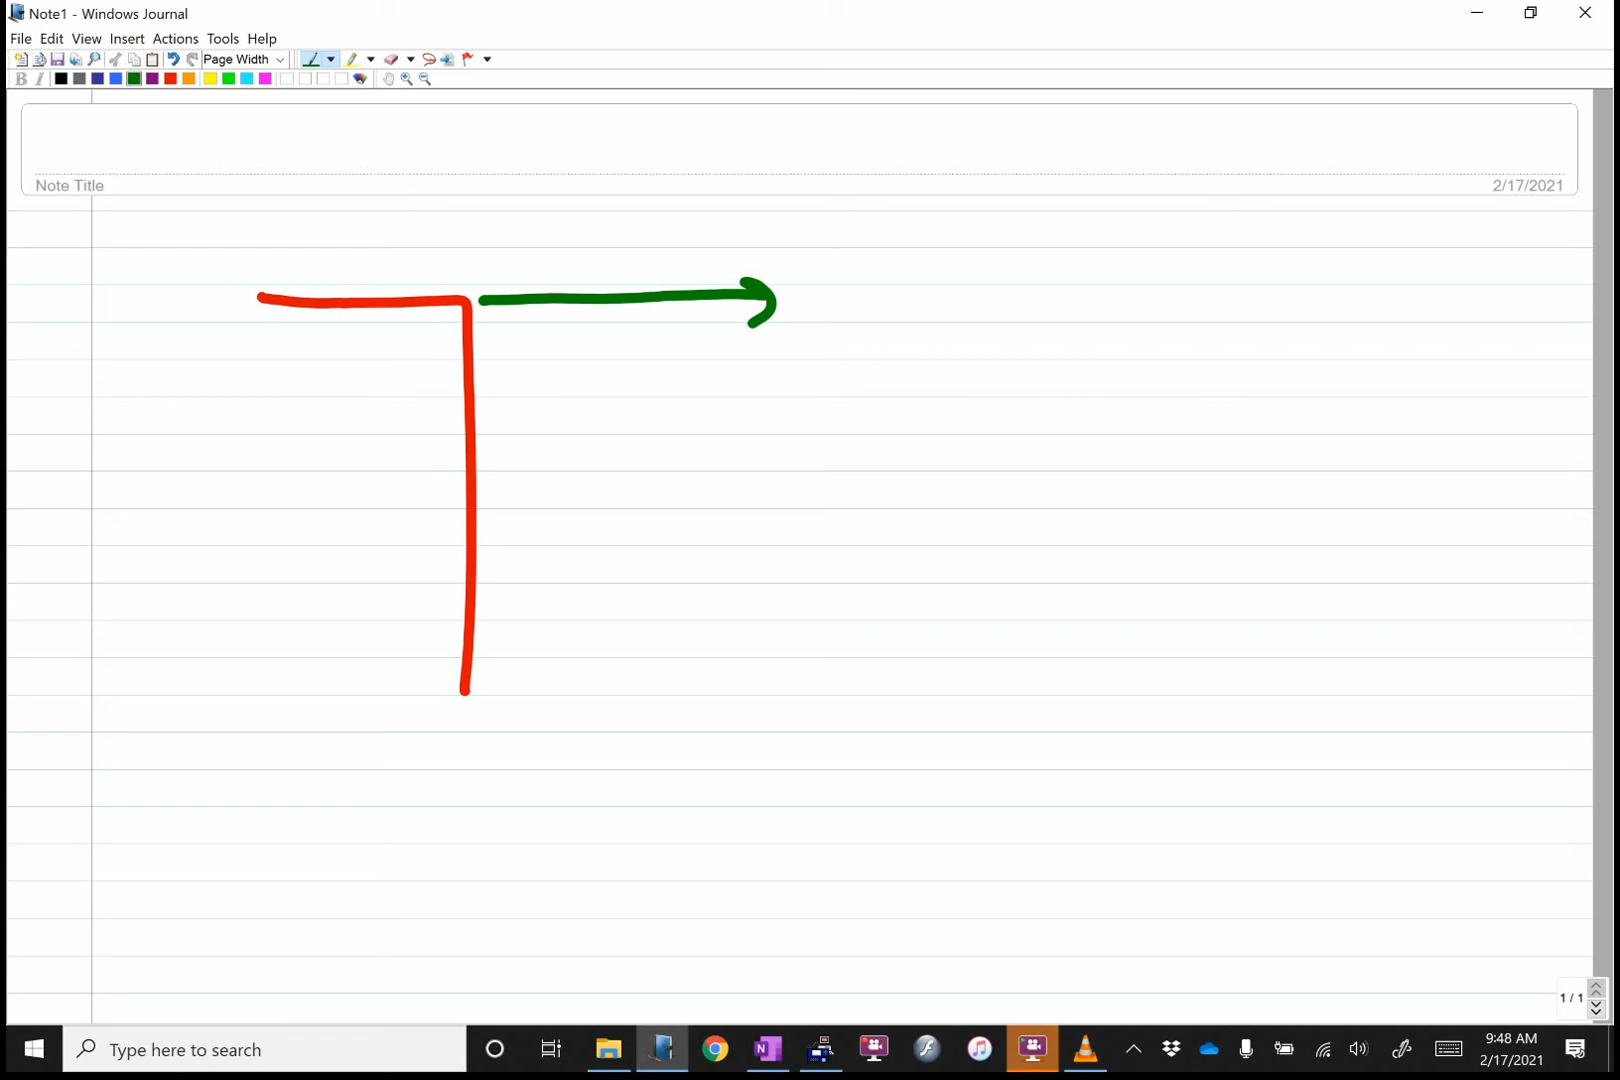 Note1 - Windows Journal
File Edit View Insert Actions Tools Help
Page Width
B I
Note Title
2/17/2021
1 / 1
Type here to search
N
9:48 AM
2/17/2021